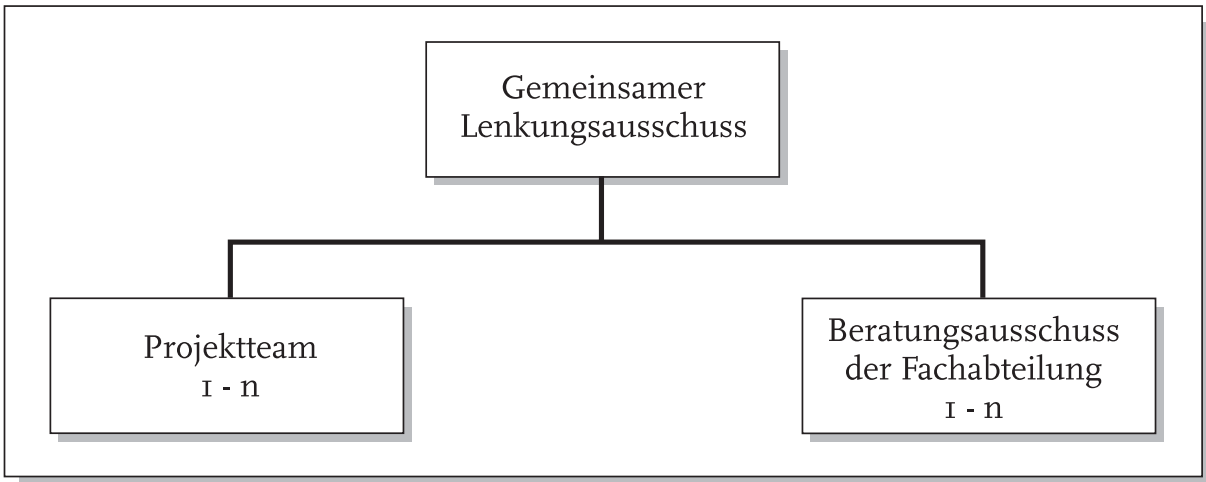 Gemeinsamer
Lenkungsausschuss
Projektteam
1 - n
Beratungsausschuss
der Fachabteilung
1 - n